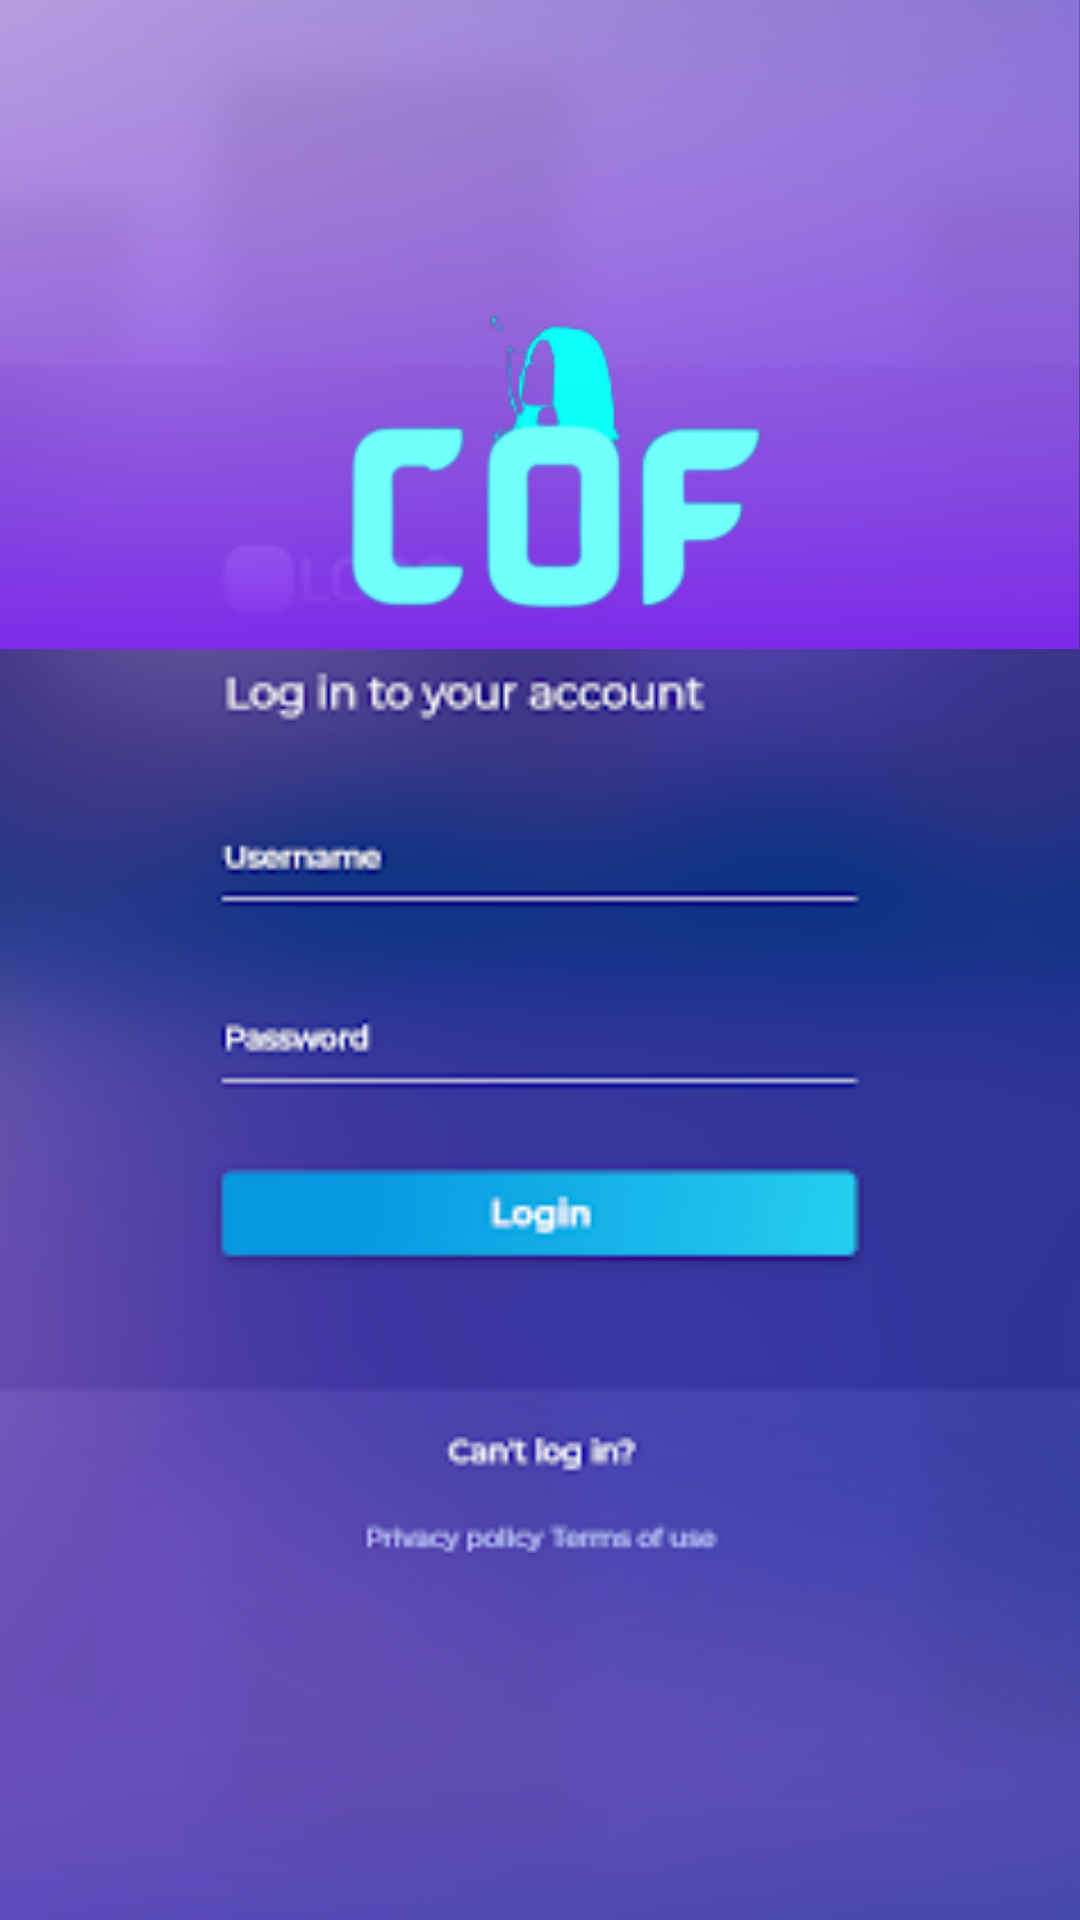 COF
Log in to your account
Username
Password
Login
Can't log in?
Privacy policy Terms of use